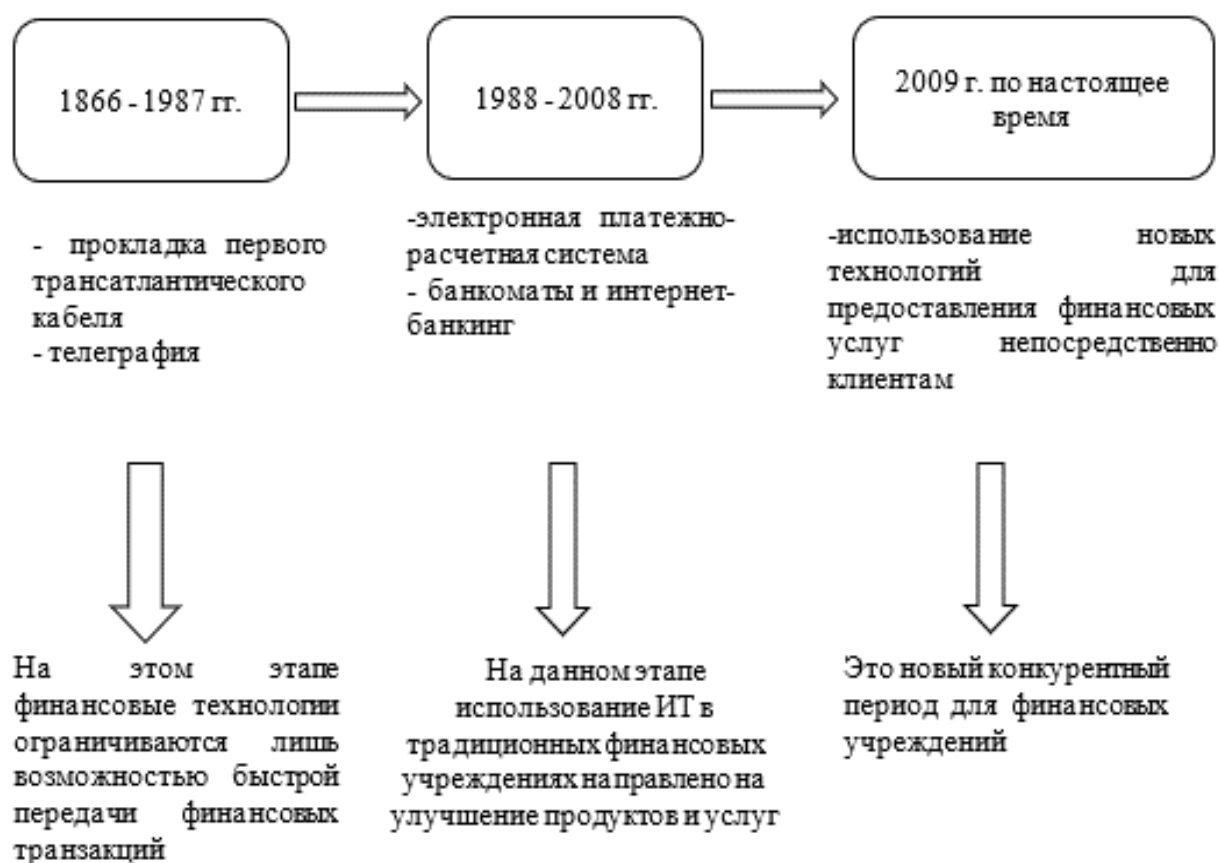 1866 - 1987 гг.
1988 - 2008 гг.
2009 г. по настоящее
время
- прокладка первого
трансатлантического
кабеля
- телеграфия
-электронная платежно-
расчетная система
- банкоматы и интернет-
банкинг
-использование новых
технологий для
предоставления финансовых
услуг непосредственно
клиентам
На этом этапе
финансовые технологии
ограничиваются лишь
возможностью быстрой
передачи финансовых
транзакций
На данном этапе
использование ИТ в
традиционных финансовых
учреждениях направлено на
улучшение продуктов и услуг
Это новый конкурентный
период для финансовых
учреждений